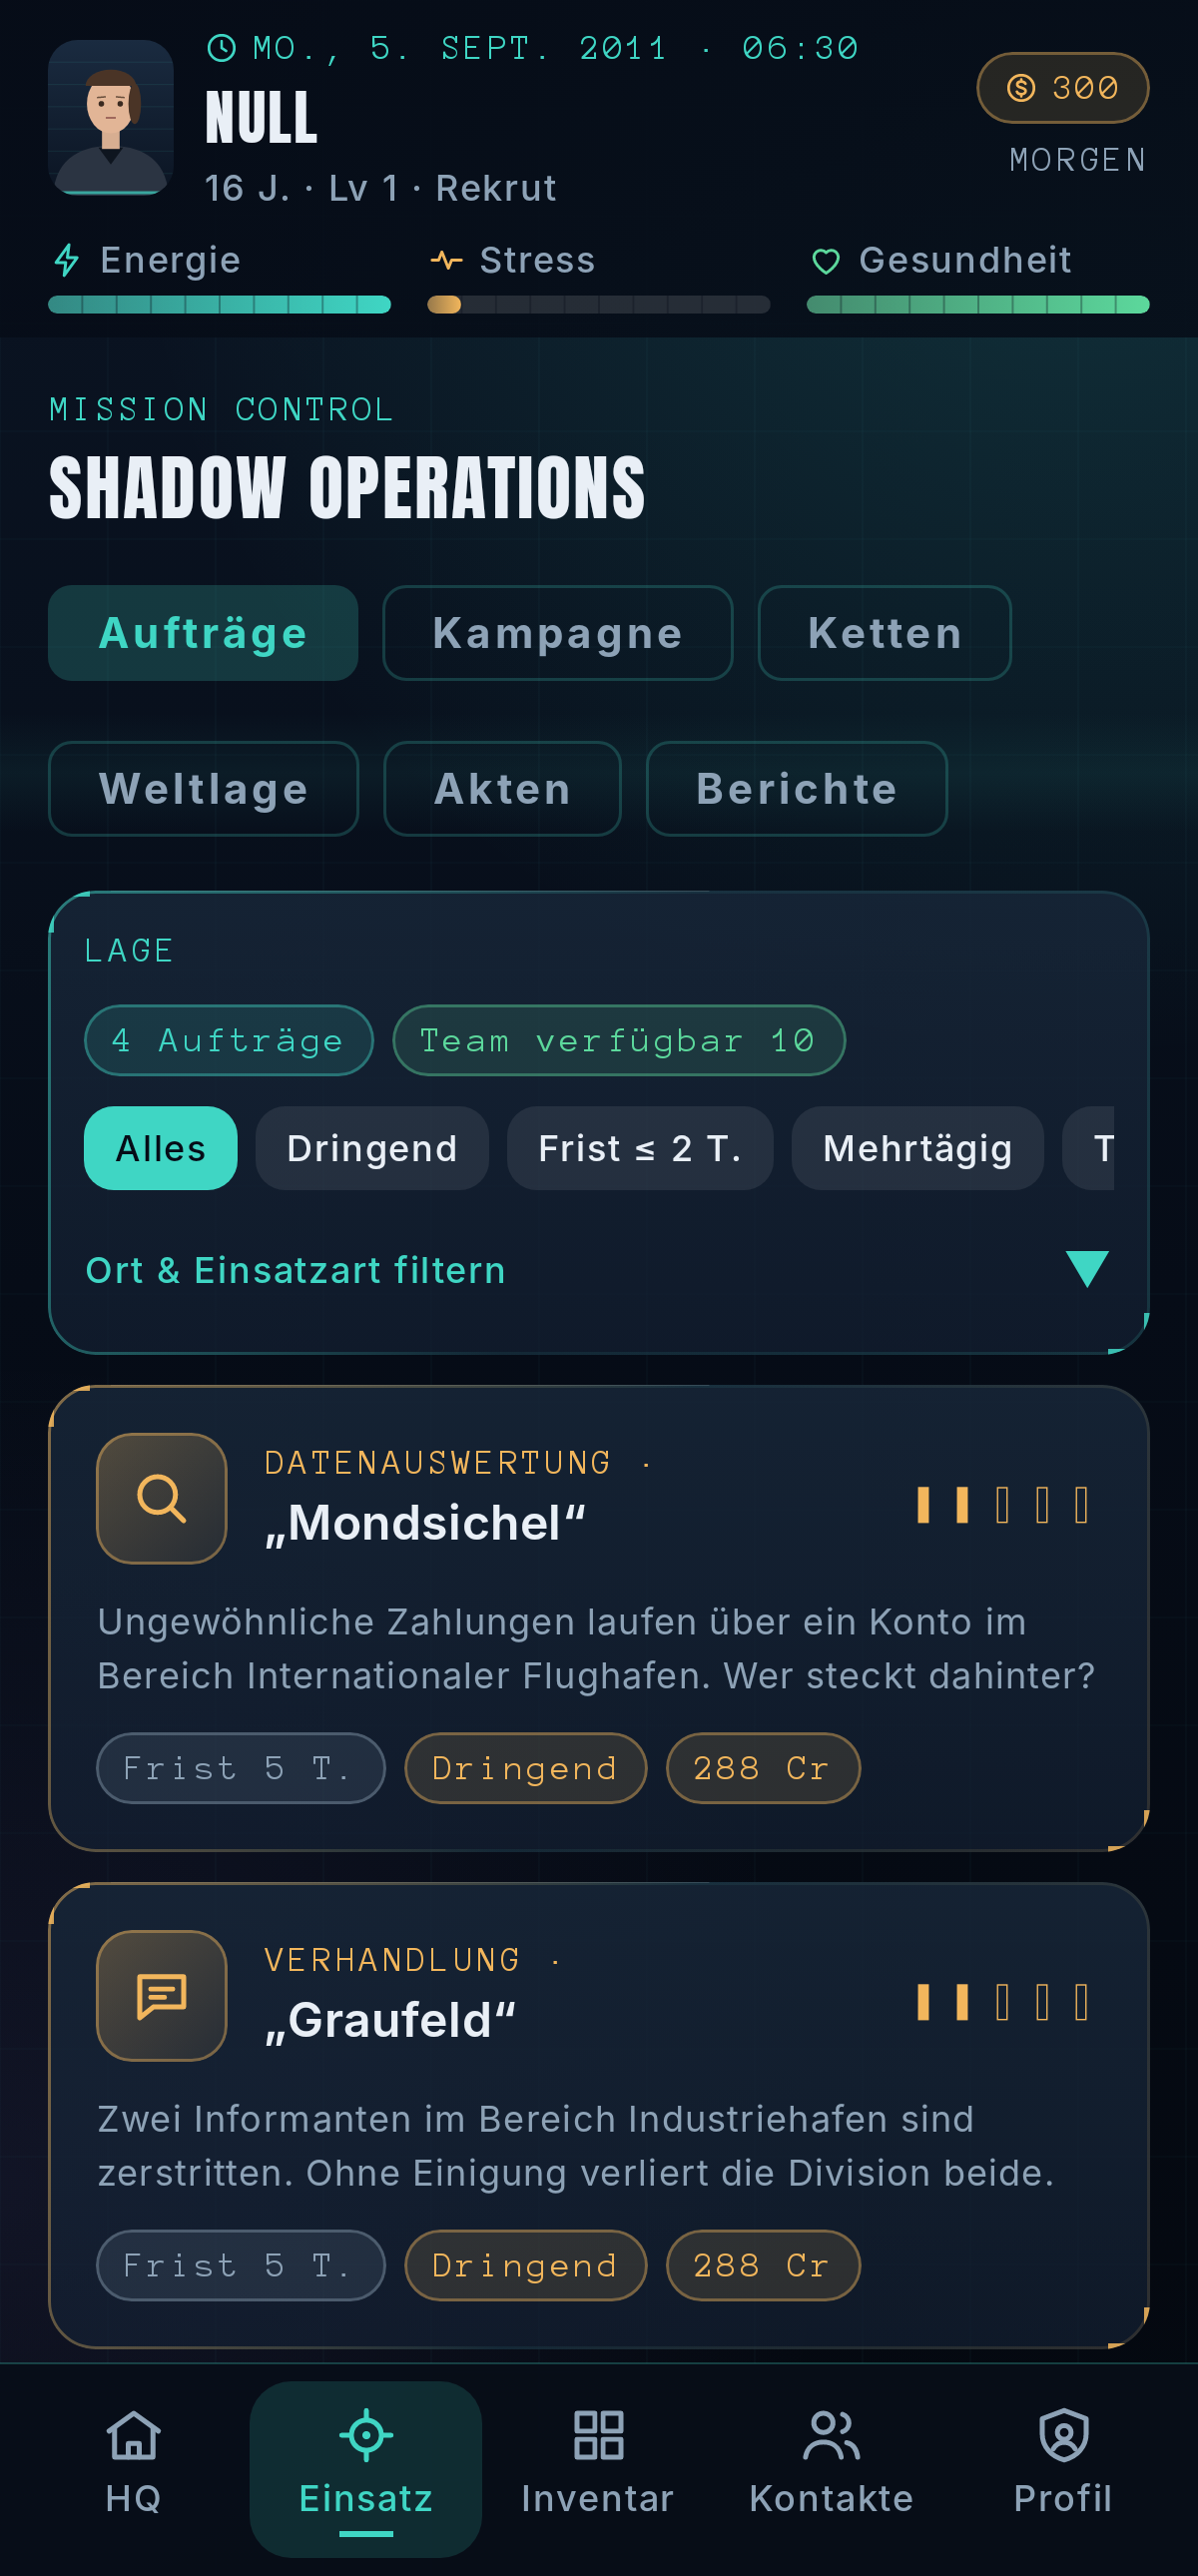 MO., 5. SEPT. 2011 · 06:30
NULL
16 J. · Lv 1 · Rekrut
300
MORGEN
Energie
Stress
Gesundheit
MISSION CONTROL
SHADOW OPERATIONS
Aufträge
Kampagne
Ketten
Weltlage
Akten
Berichte
LAGE
4 Aufträge
Team verfügbar 10
Alles
Dringend
Frist ≤ 2 T.
Mehrtägig
T
Ort & Einsatzart filtern
DATENAUSWERTUNG ·
„Mondsichel“
Ungewöhnliche Zahlungen laufen über ein Konto im
Bereich Internationaler Flughafen. Wer steckt dahinter?
Frist 5 T.
Dringend
288 Cr
VERHANDLUNG ·
„Graufeld“
Zwei Informanten im Bereich Industriehafen sind
zerstritten. Ohne Einigung verliert die Division beide.
Frist 5 T.
Dringend
288 Cr
HQ
Einsatz
Inventar
Kontakte
Profil